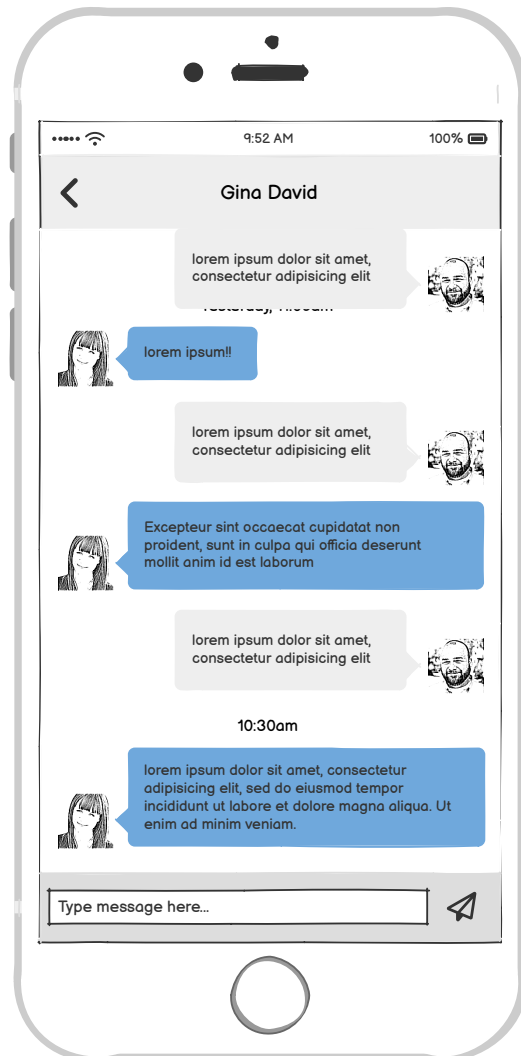 9:52 AM
100%
Gina David
lorem ipsum dolor sit amet,
consectetur adipisicing elit
lorem ipsum!!
lorem ipsum dolor sit amet,
consectetur adipisicing elit
Excepteur sint occaecat cupidatat non
proident, sunt in culpa qui officia deserunt
mollit anim id est laborum
lorem ipsum dolor sit amet,
consectetur adipisicing elit
10:30am
lorem ipsum dolor sit amet, consectetur
adipisicing elit, sed do eiusmod tempor
incididunt ut labore et dolore magna aliqua. Ut
enim ad minim veniam.
Type message here...